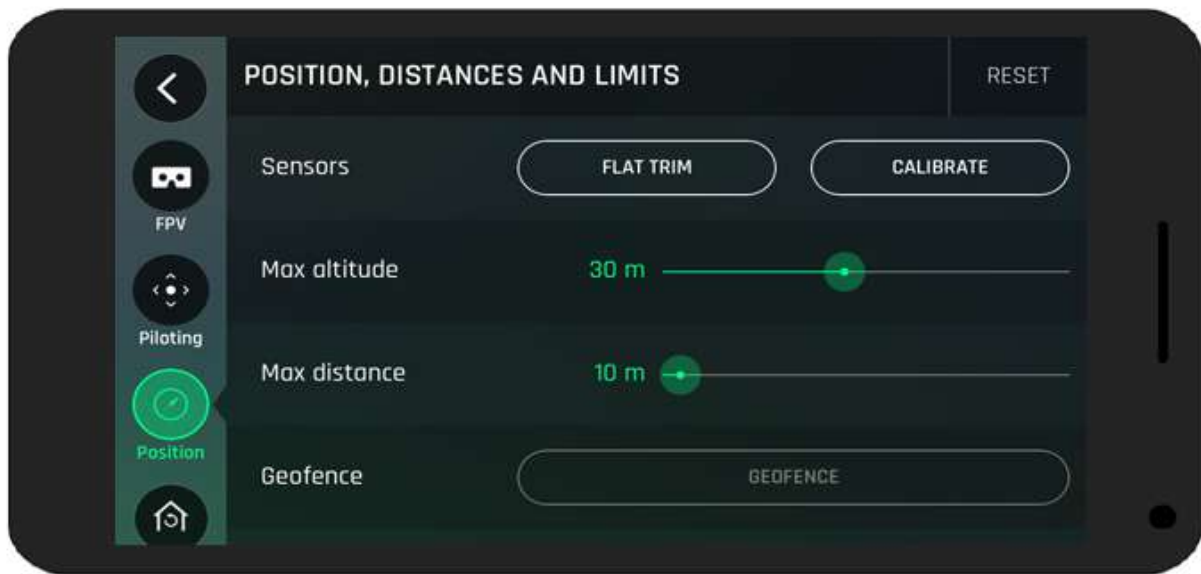 POSITION, DISTANCES AND LIMITS RESET
Sensors FLAT TRIM CALIBRATE
FPV
Max altitude 30 m
Piloting
Max distance 10 m
Position
Geofence GEOFENCE